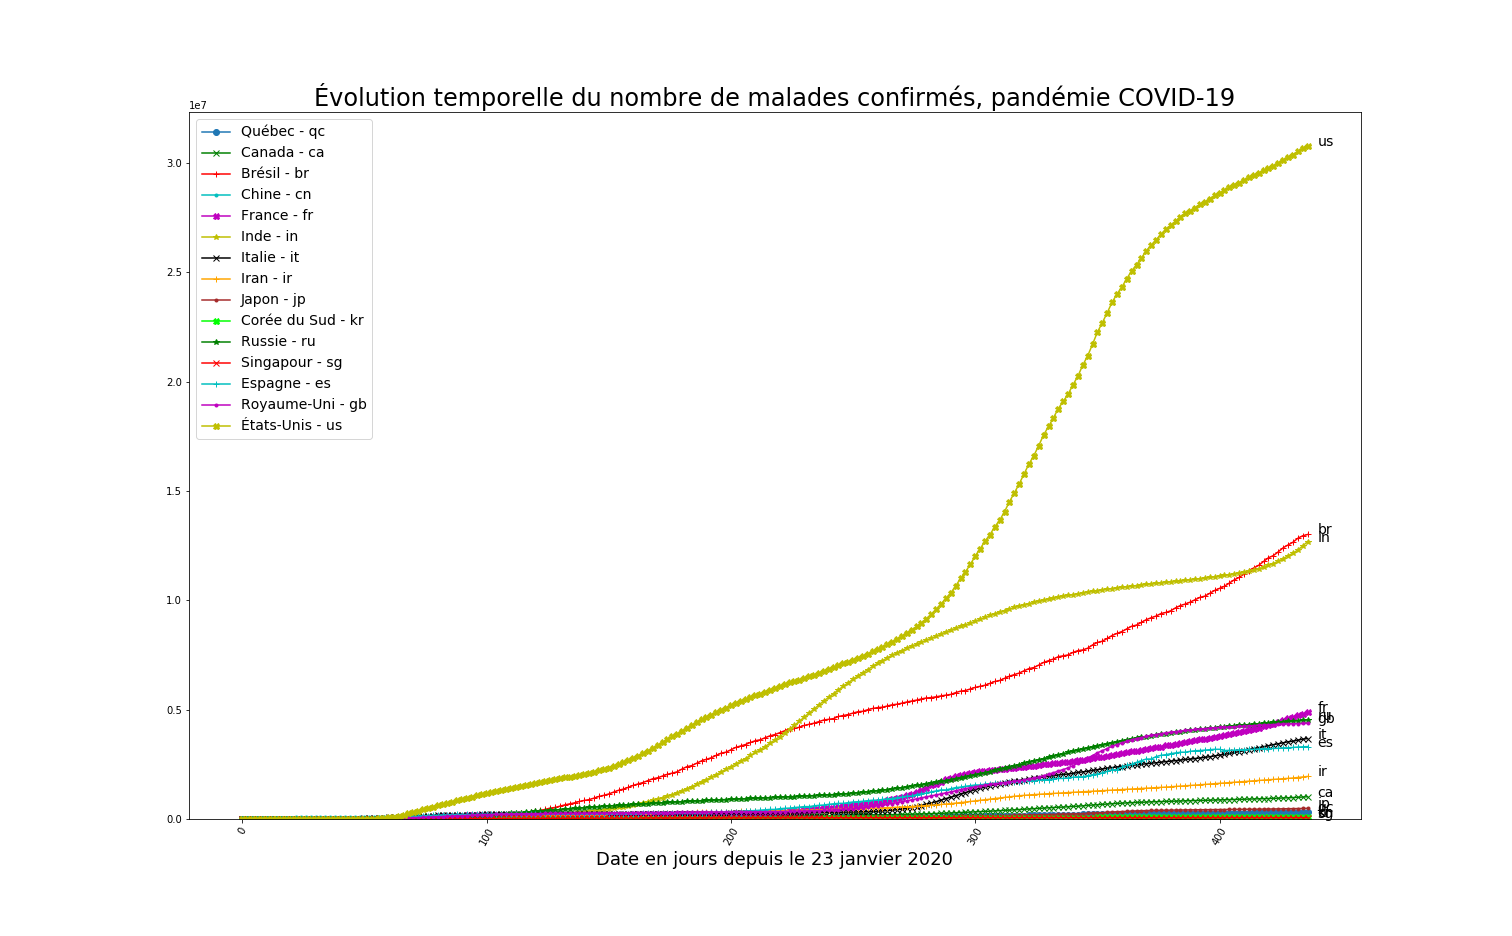 Évolution temporelle du nombre de malades confirmés, pandémie COVID-19
1e7
3.0
2.5
2.0
1.5
1.0
0.5
0.0
Québec - qc
Canada - ca
Brésil - br
Chine - cn
France - fr
Inde - in
Italie - it
Iran - ir
Japon - jp
Corée du Sud - kr
Russie - ru
Singapour - sg
Espagne - es
Royaume-Uni - gb
États-Unis - us
us
br
in
fr
gb
it
es
ir
ca
jp
sg
0
100
200
300
400
Date en jours depuis le 23 janvier 2020